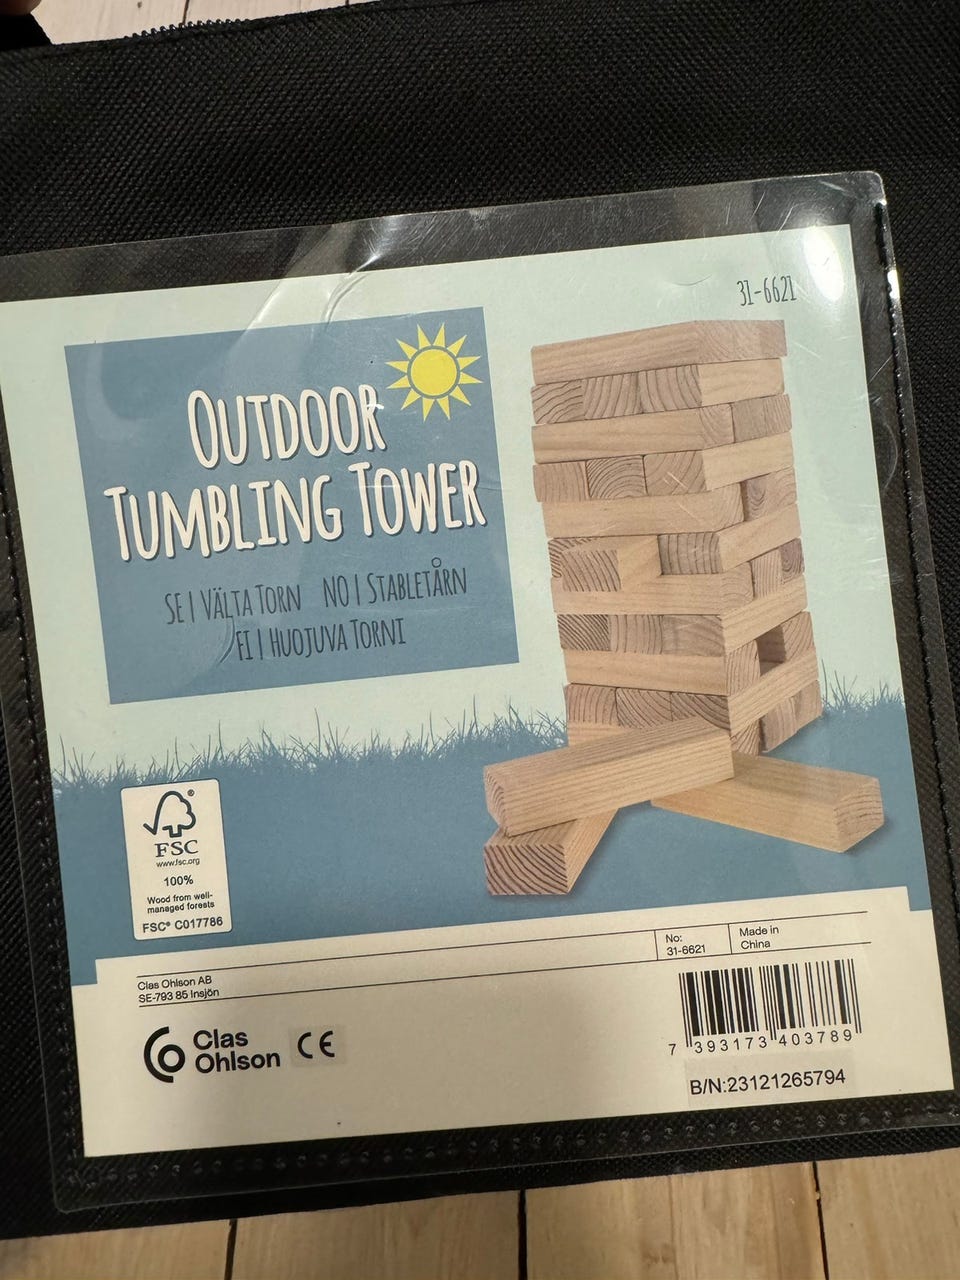 31-6621
OUTDOOR
TUMBLING TOWER
SE | VÄLTA TORN NO | STABLETÅRN
FI | HUOJUVA TORNI
FSC®
www.fsc.org
100%
Wood from well-
managed forests
FSC® C017786
Clas Ohlson AB
SE-793 85 Insjön
No:
31-6621
Made in
China
Clas
Ohlson
CE
7 393173 403789
B/N:23121265794